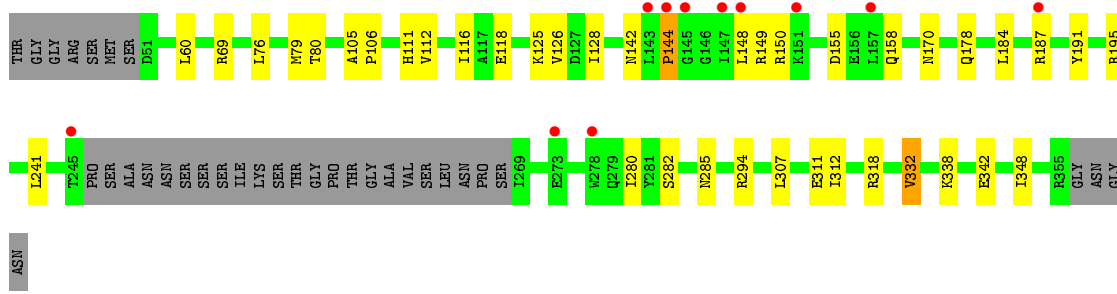 THR GLY GLY ARG SER MET SER D51 L60 R69 L76 M79 T80 A105 P106 H111 V112 I116 A117 E118 K125 V126 D127 I128 N142 L143 P144 G145 G146 I147 L148 R149 R150 K151 D155 E156 L157 Q158 N170 Q178 L184 R187 Y191 R195
L241 T245 PRO SER ALA ASN ASN SER SER SER ILE LYS SER THR GLY PRO THR GLY ALA VAL SER LEU ASN PRO SER I269 E273 W278 Q279 I280 Y281 S282 N285 R294 L307 E311 I312 R318 V332 K338 E342 I348 R355 GLY ASN GLY
ASN